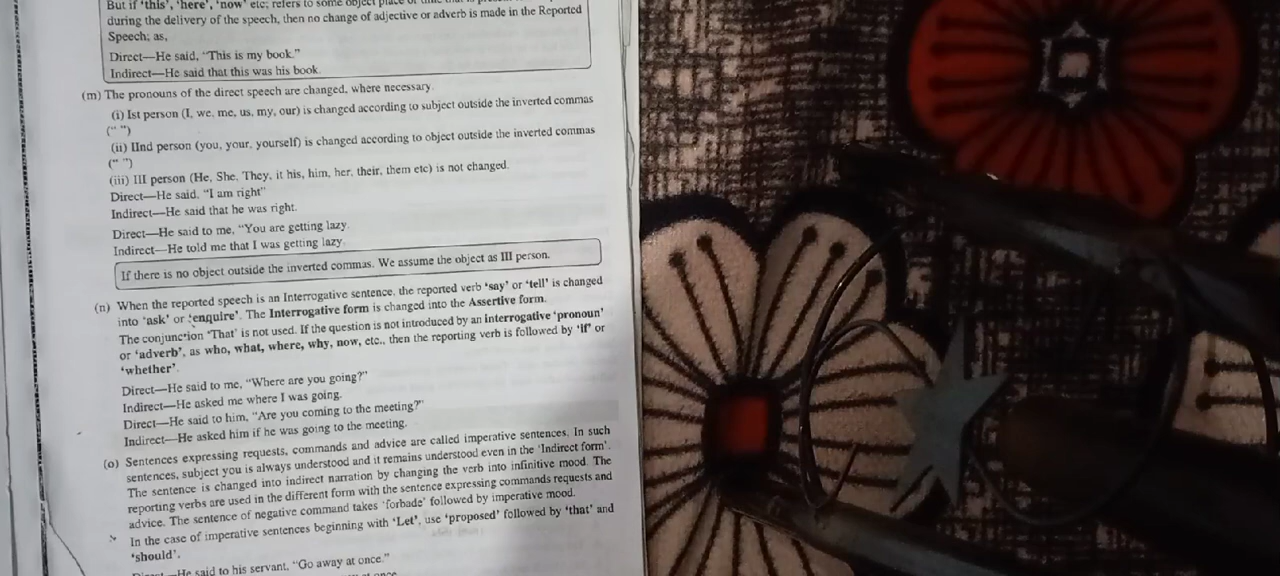 But if 'this', 'here', 'now' etc; refers to some object place or time that is
during the delivery of the speech, then no change of adjective or adverb is made in the Reported
Speech; as,
Direct—He said, "This is my book."
Indirect—He said that this was his book.
(m) The pronouns of the direct speech are changed, where necessary.
(i) Ist person (I, we, me, us, my, our) is changed according to subject outside the inverted commas
(" ")
(ii) IInd person (you, your, yourself) is changed according to object outside the inverted commas
(" ")
(iii) III person (He, She, They, it his, him, her, their, them etc) is not changed.
Direct—He said, "I am right"
Indirect—He said that he was right.
Direct—He said to me, "You are getting lazy.
Indirect—He told me that I was getting lazy.
If there is no object outside the inverted commas. We assume the object as III person.
(n) When the reported speech is an Interrogative sentence, the reported verb 'say' or 'tell' is changed
into 'ask' or 'enquire'. The Interrogative form is changed into the Assertive form.
The conjunction 'That' is not used. If the question is not introduced by an interrogative 'pronoun'
or 'adverb', as who, what, where, why, now, etc., then the reporting verb is followed by 'if' or
'whether'.
Direct—He said to me, "Where are you going?"
Indirect—He asked me where I was going.
Direct—He said to him, "Are you coming to the meeting?"
Indirect—He asked him if he was going to the meeting.
(o) Sentences expressing requests, commands and advice are called imperative sentences. In such
sentences, subject you is always understood and it remains understood even in the 'Indirect form'.
The sentence is changed into indirect narration by changing the verb into infinitive mood. The
reporting verbs are used in the different form with the sentence expressing commands requests and
advice. The sentence of negative command takes 'forbade' followed by imperative mood.
In the case of imperative sentences beginning with 'Let', use 'proposed' followed by 'that' and
'should'.
Direct—He said to his servant, "Go away at once."
at once